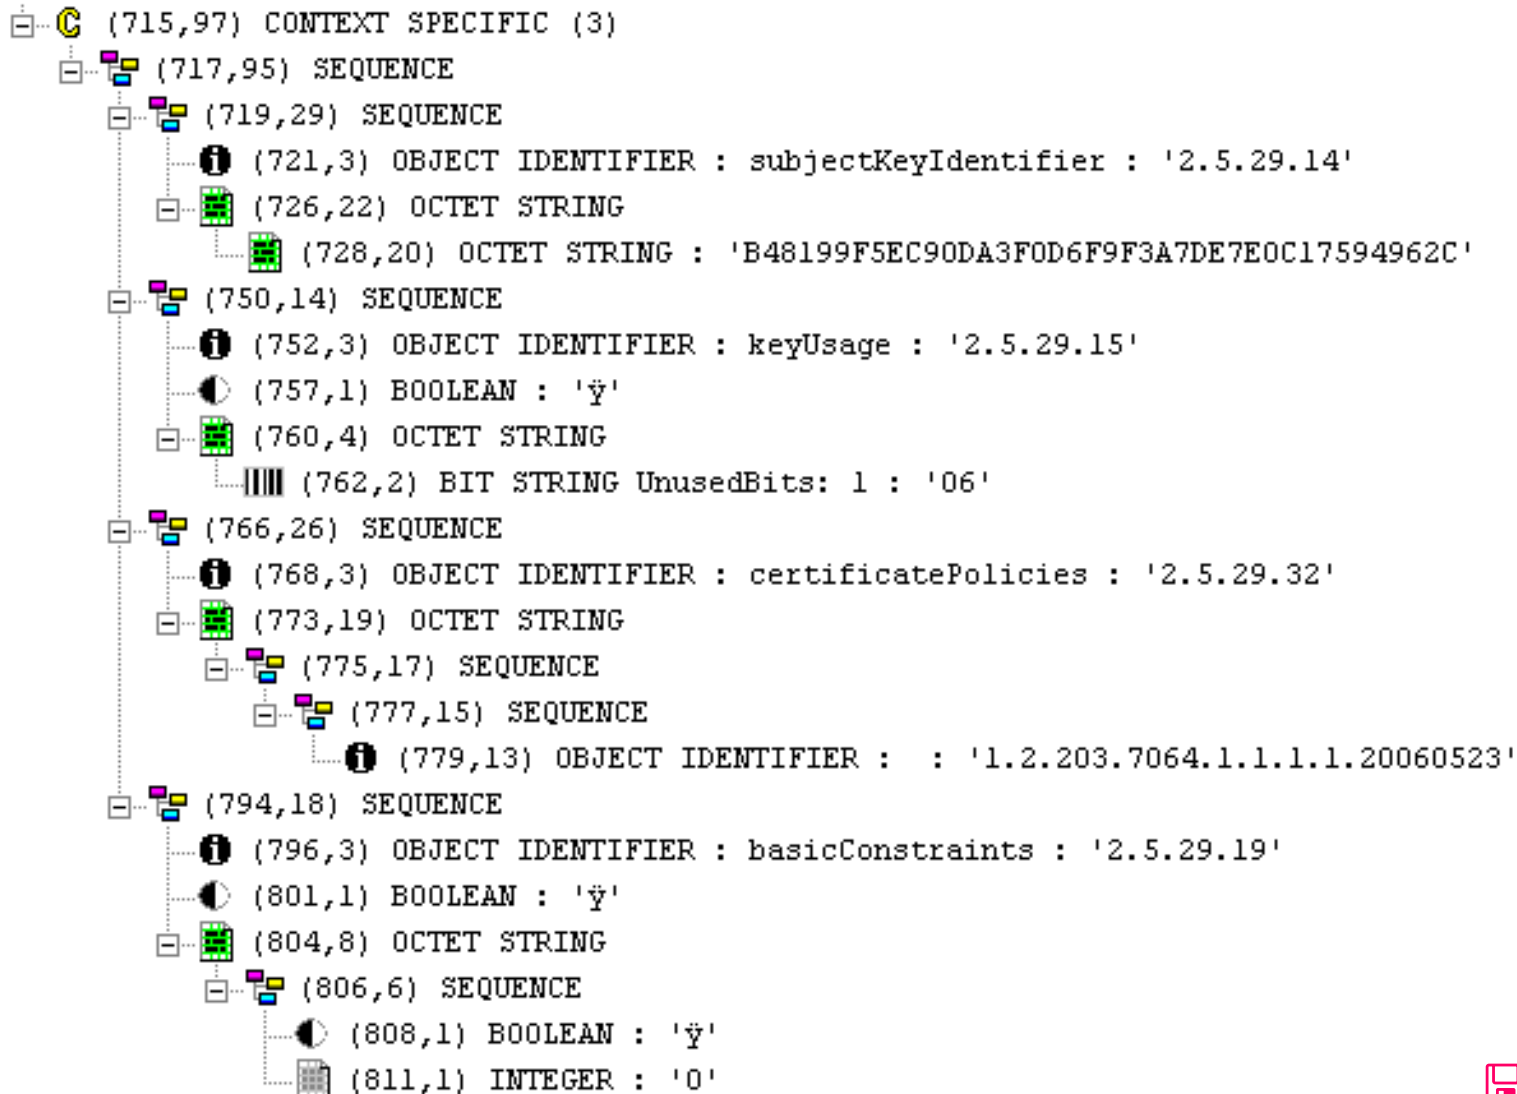 (715,97) CONTEXT SPECIFIC (3)
(717,95) SEQUENCE
(719,29) SEQUENCE
(721,3) OBJECT IDENTIFIER : subjectKeyIdentifier : '2.5.29.14'
(726,22) OCTET STRING
(728,20) OCTET STRING : 'B48199F5EC90DA3F0D6F9F3A7DE7E0C17594962C'
(750,14) SEQUENCE
(752,3) OBJECT IDENTIFIER : keyUsage : '2.5.29.15'
(757,1) BOOLEAN : 'ÿ'
(760,4) OCTET STRING
(762,2) BIT STRING UnusedBits: 1 : '06'
(766,26) SEQUENCE
(768,3) OBJECT IDENTIFIER : certificatePolicies : '2.5.29.32'
(773,19) OCTET STRING
(775,17) SEQUENCE
(777,15) SEQUENCE
(779,13) OBJECT IDENTIFIER :  : '1.2.203.7064.1.1.1.1.20060523'
(794,18) SEQUENCE
(796,3) OBJECT IDENTIFIER : basicConstraints : '2.5.29.19'
(801,1) BOOLEAN : 'ÿ'
(804,8) OCTET STRING
(806,6) SEQUENCE
(808,1) BOOLEAN : 'ÿ'
(811,1) INTEGER : '0'